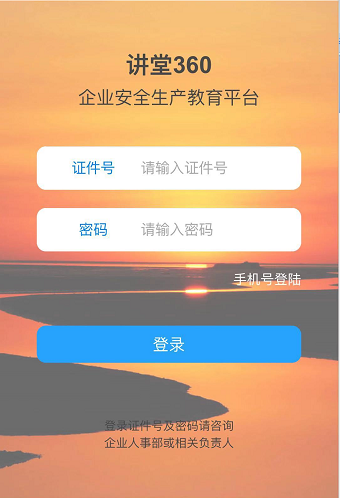 讲堂360
企业安全生产教育平台
证件号 请输入证件号
密码 请输入密码
手机号登陆
登录
登录证件号及密码请咨询
企业人事部或相关负责人